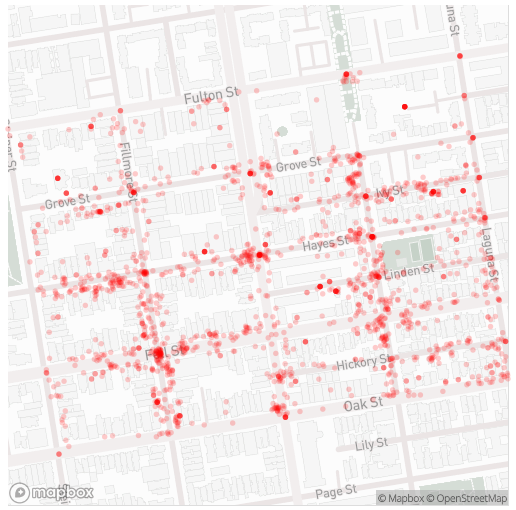 Laguna St
Fulton St
Fillmore St
Grove St
Grove St
Ivy St
Hayes St
Laguna St
Linden St
Fell St
Hickory St
Oak St
Lily St
Page St
mapbox
© Mapbox © OpenStreetMap